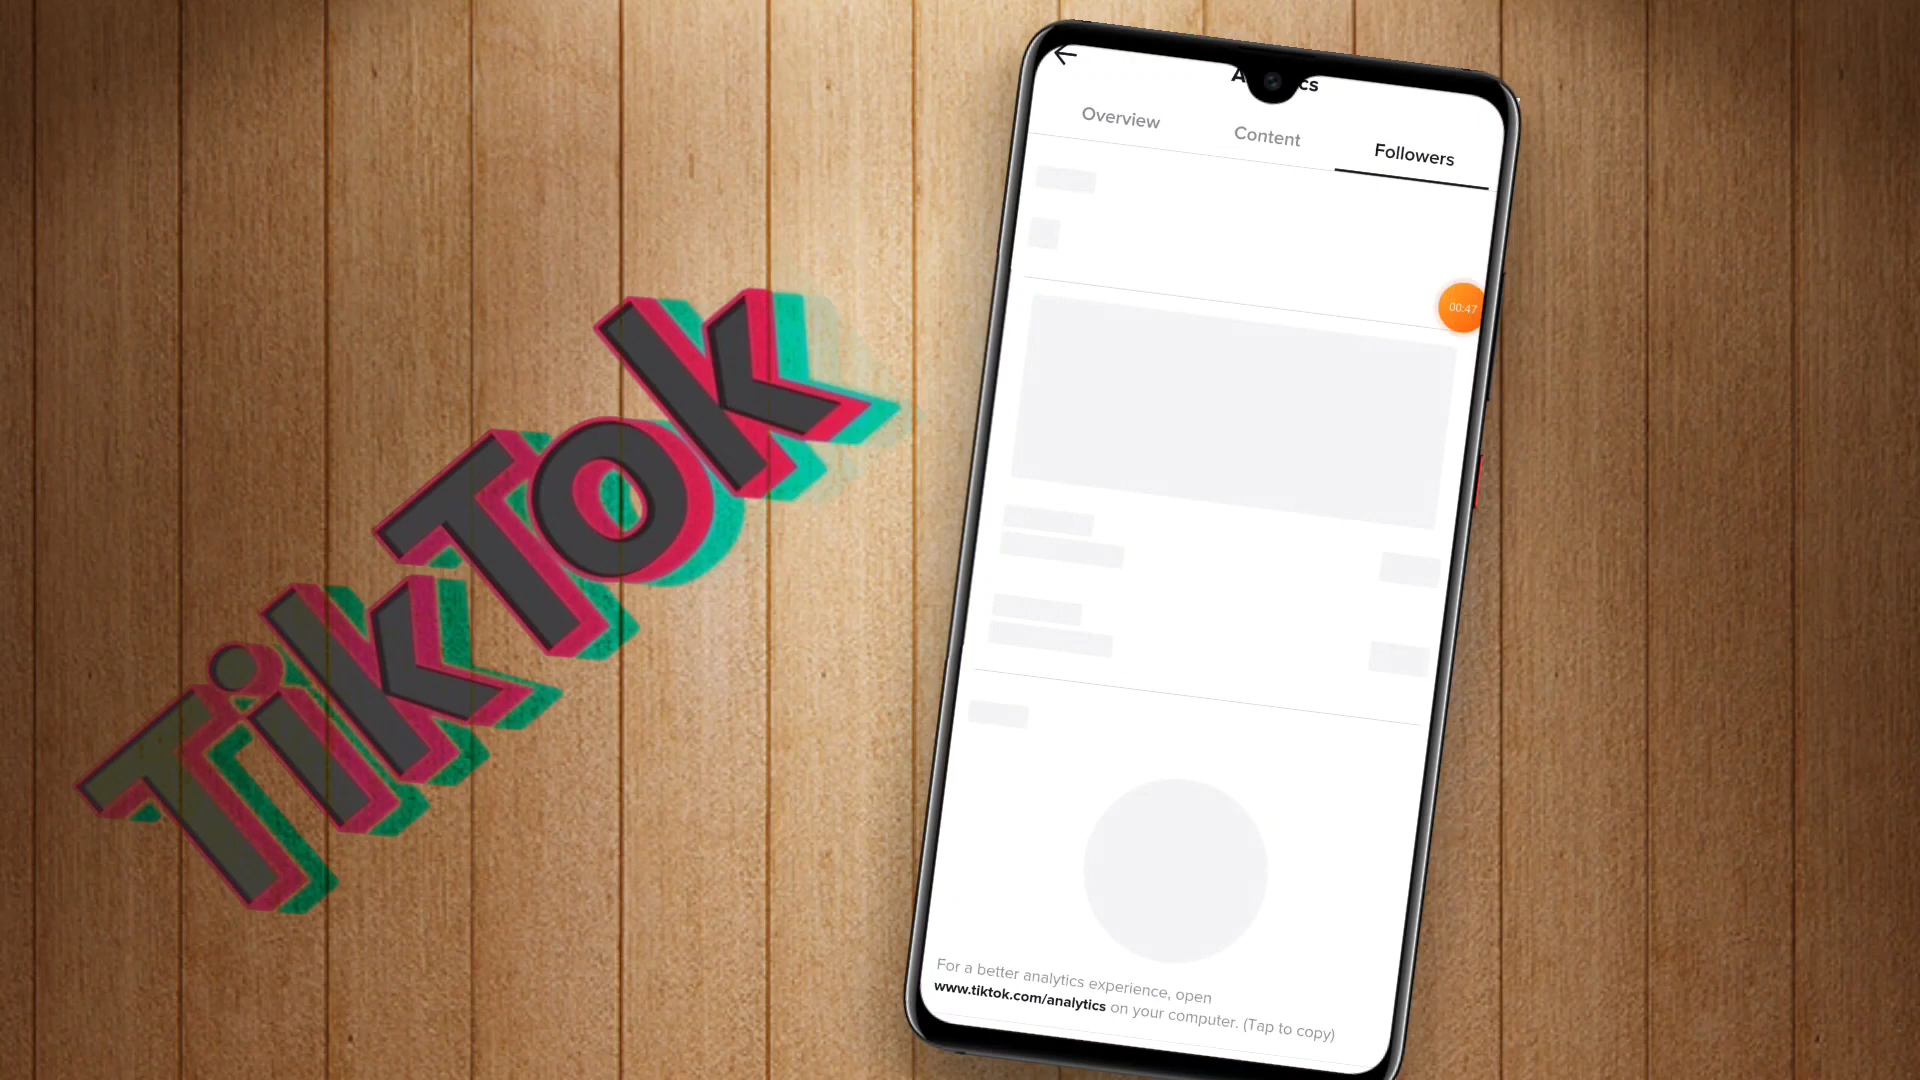 TikTok
Overview
Content
Followers
00:47
For a better analytics experience, open
www.tiktok.com/analytics on your computer. (Tap to copy)